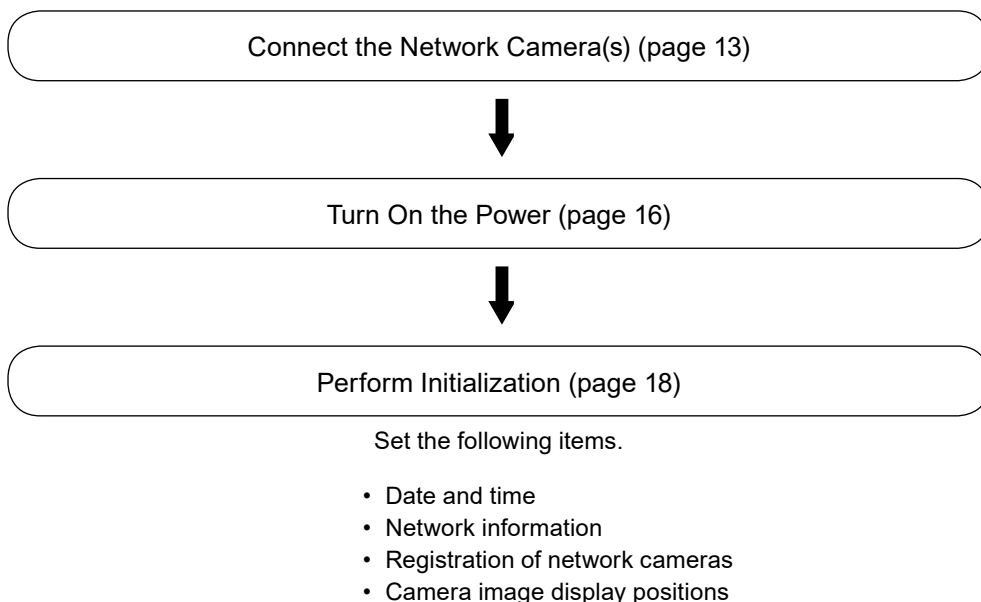 Connect the Network Camera(s) (page 13)
Turn On the Power (page 16)
Perform Initialization (page 18)
Set the following items.
• Date and time
• Network information
• Registration of network cameras
• Camera image display positions